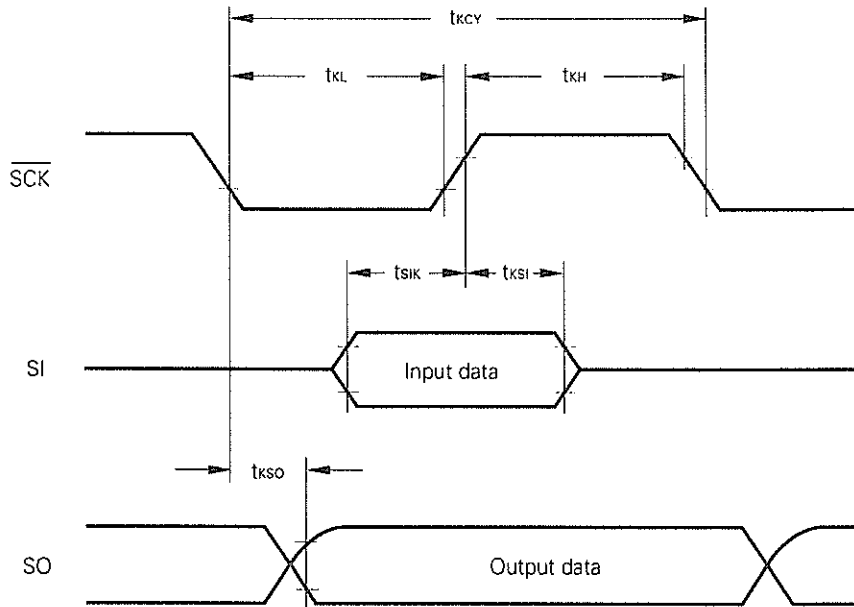 tKCY
tKL
tKH
SCK
tSIK
tKSI
SI
Input data
tKSO
SO
Output data